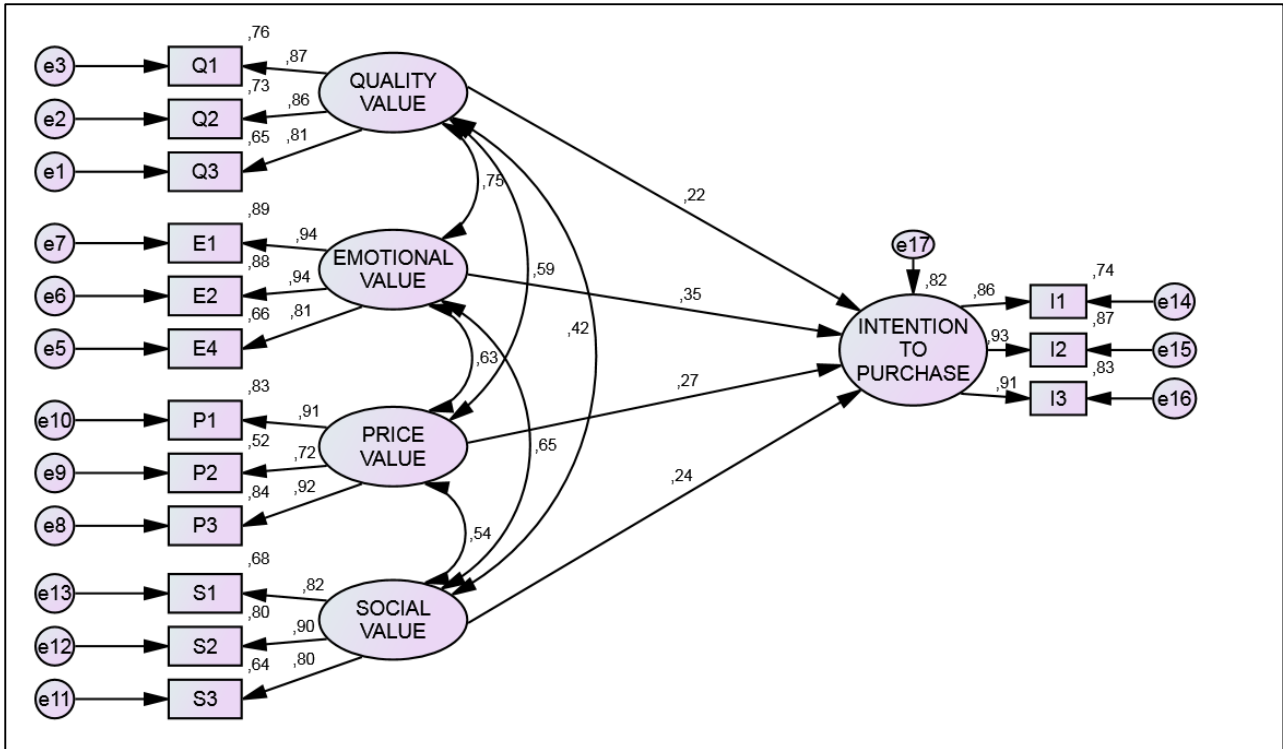 ,76
e3
Q1
,87
,73
e2
Q2
,86
,65
e1
Q3
,81
QUALITY
VALUE
,89
e7
E1
,94
,88
e6
E2
,94
,66
e5
E4
,81
EMOTIONAL
VALUE
,83
e10
P1
,91
,52
e9
P2
,72
,84
e8
P3
,92
PRICE
VALUE
,68
e13
S1
,82
,80
e12
S2
,90
,64
e11
S3
,80
SOCIAL
VALUE
,75
,59
,42
,63
,65
,54
,22
,35
,27
,24
e17
,82
INTENTION
TO
PURCHASE
,86
I1
,74
e14
,93
I2
,87
e15
,91
I3
,83
e16